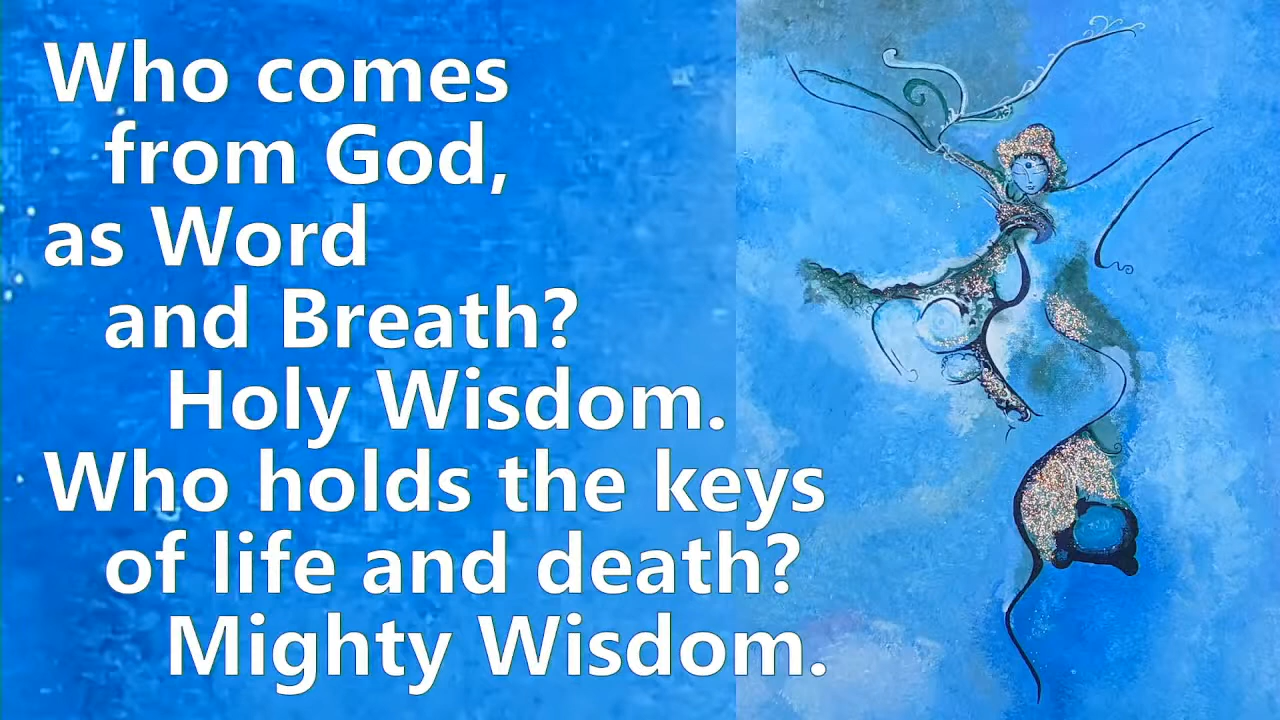 Who comes
from God,
as Word
and Breath?
Holy Wisdom.
Who holds the keys
of life and death?
Mighty Wisdom.